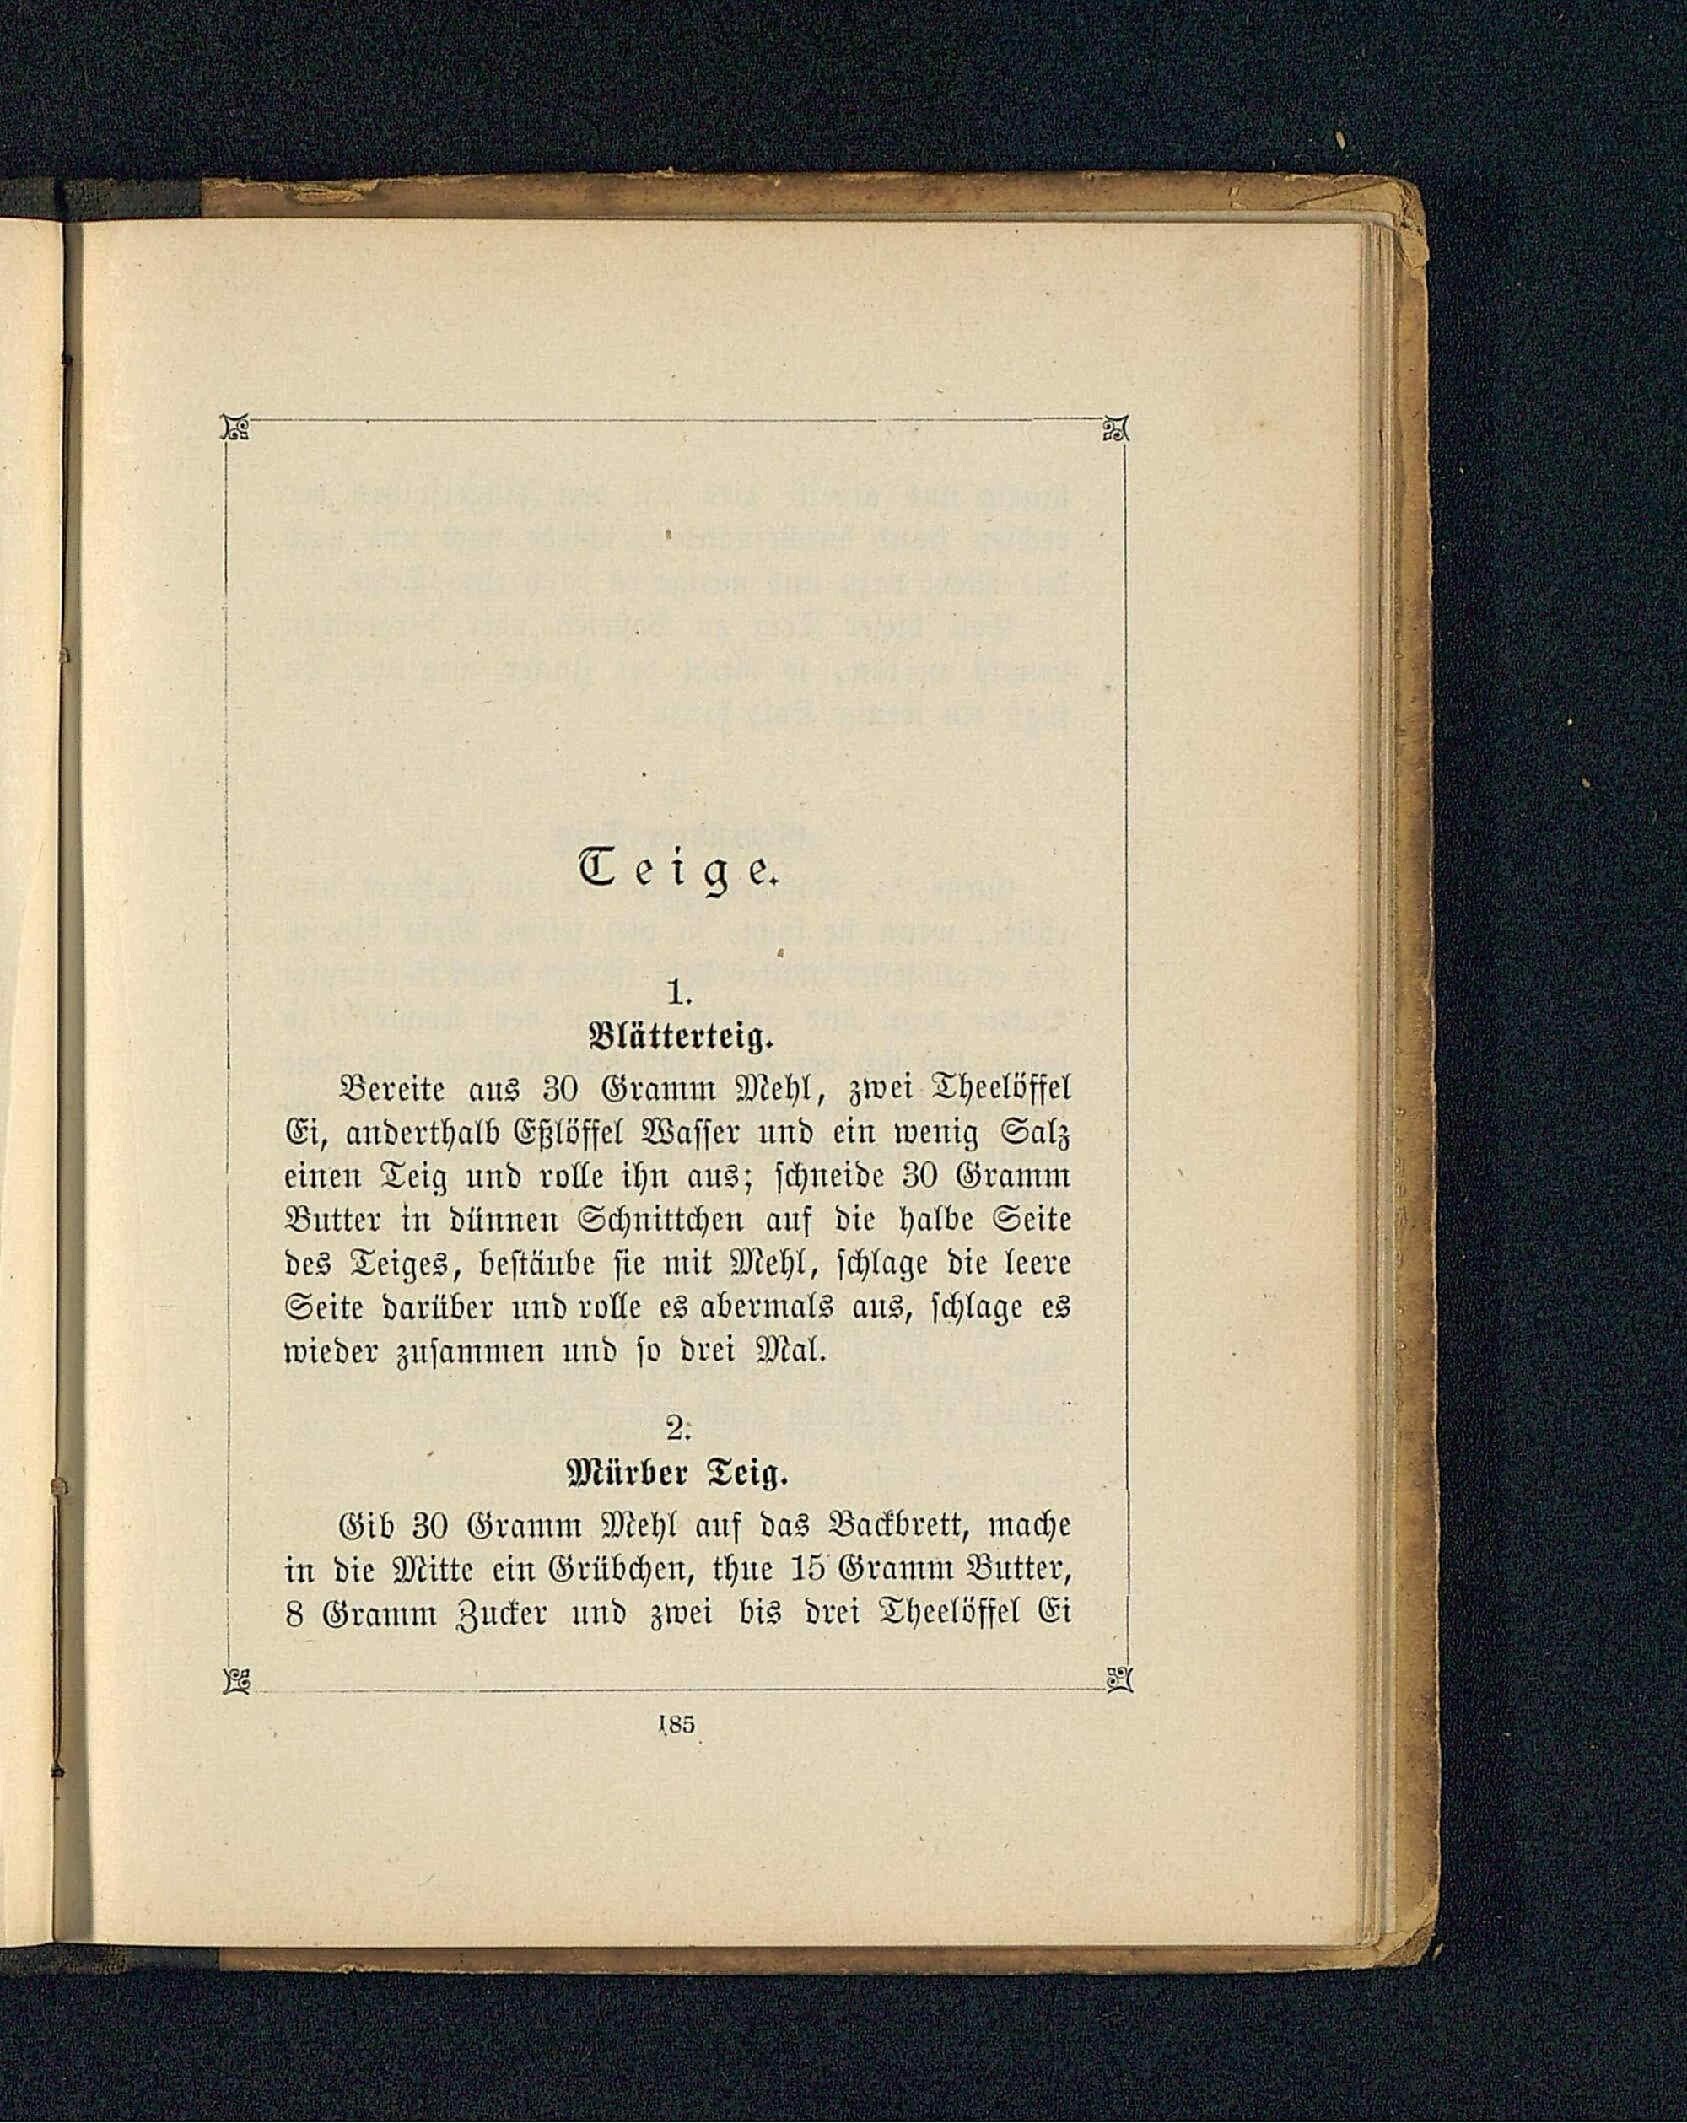 Teige.
1.
Blätterteig.
Bereite aus 30 Gramm Mehl, zwei Theelöffel
Ei, anderthalb Eßlöffel Wasser und ein wenig Salz
einen Teig und rolle ihn aus; schneide 30 Gramm
Butter in dünnen Schnittchen auf die halbe Seite
des Teiges, bestäube sie mit Mehl, schlage die leere
Seite darüber und rolle es abermals aus, schlage es
wieder zusammen und so drei Mal.
2.
Mürber Teig.
Gib 30 Gramm Mehl auf das Backbrett, mache
in die Mitte ein Grübchen, thue 15 Gramm Butter,
8 Gramm Zucker und zwei bis drei Theelöffel Ei
185